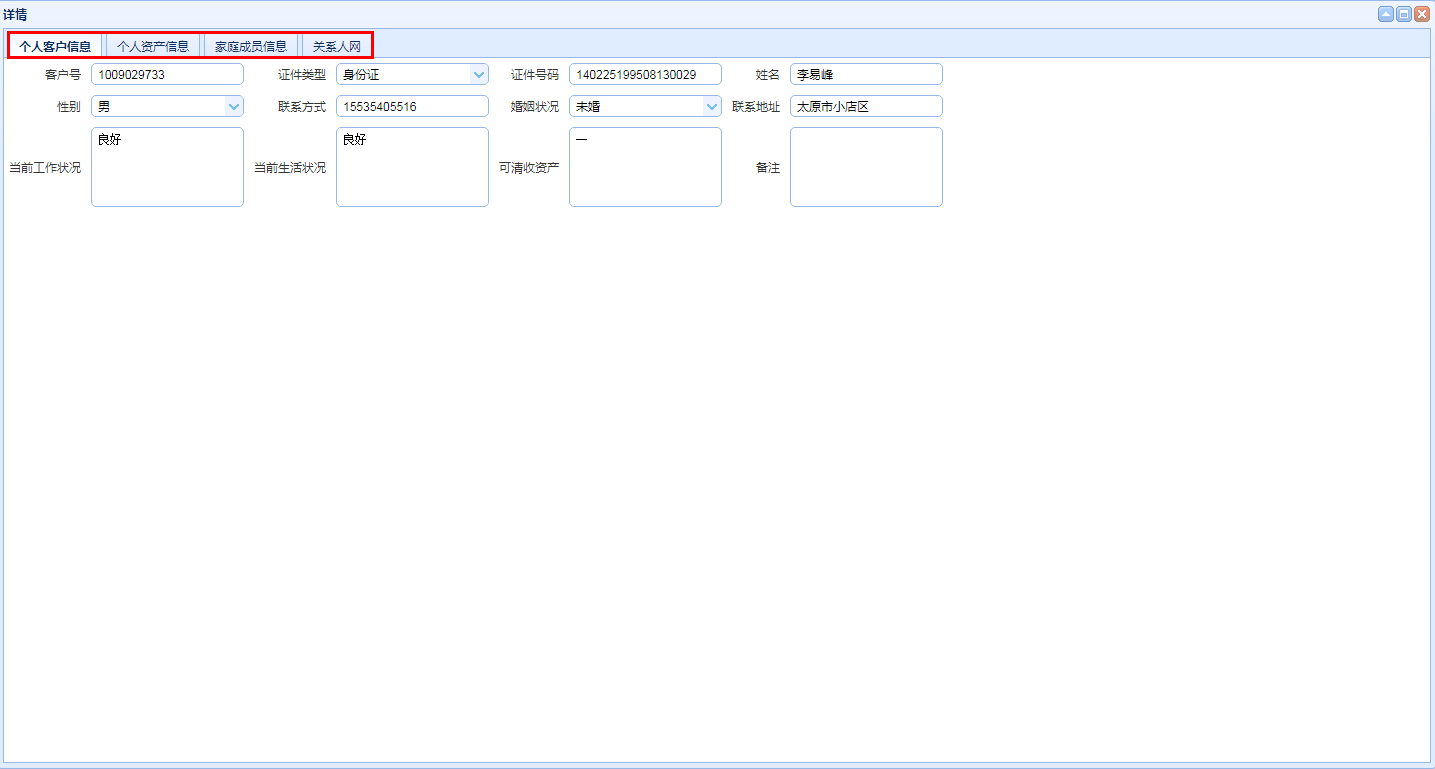 详情
个人客户信息 个人资产信息 家庭成员信息 关系人网
客户号 1009029733 证件类型 身份证 证件号码 140225199508130029 姓名 李易峰
性别 男 联系方式 15535405516 婚姻状况 未婚 联系地址 太原市小店区
当前工作状况 良好 当前生活状况 良好 可清收资产 — 备注